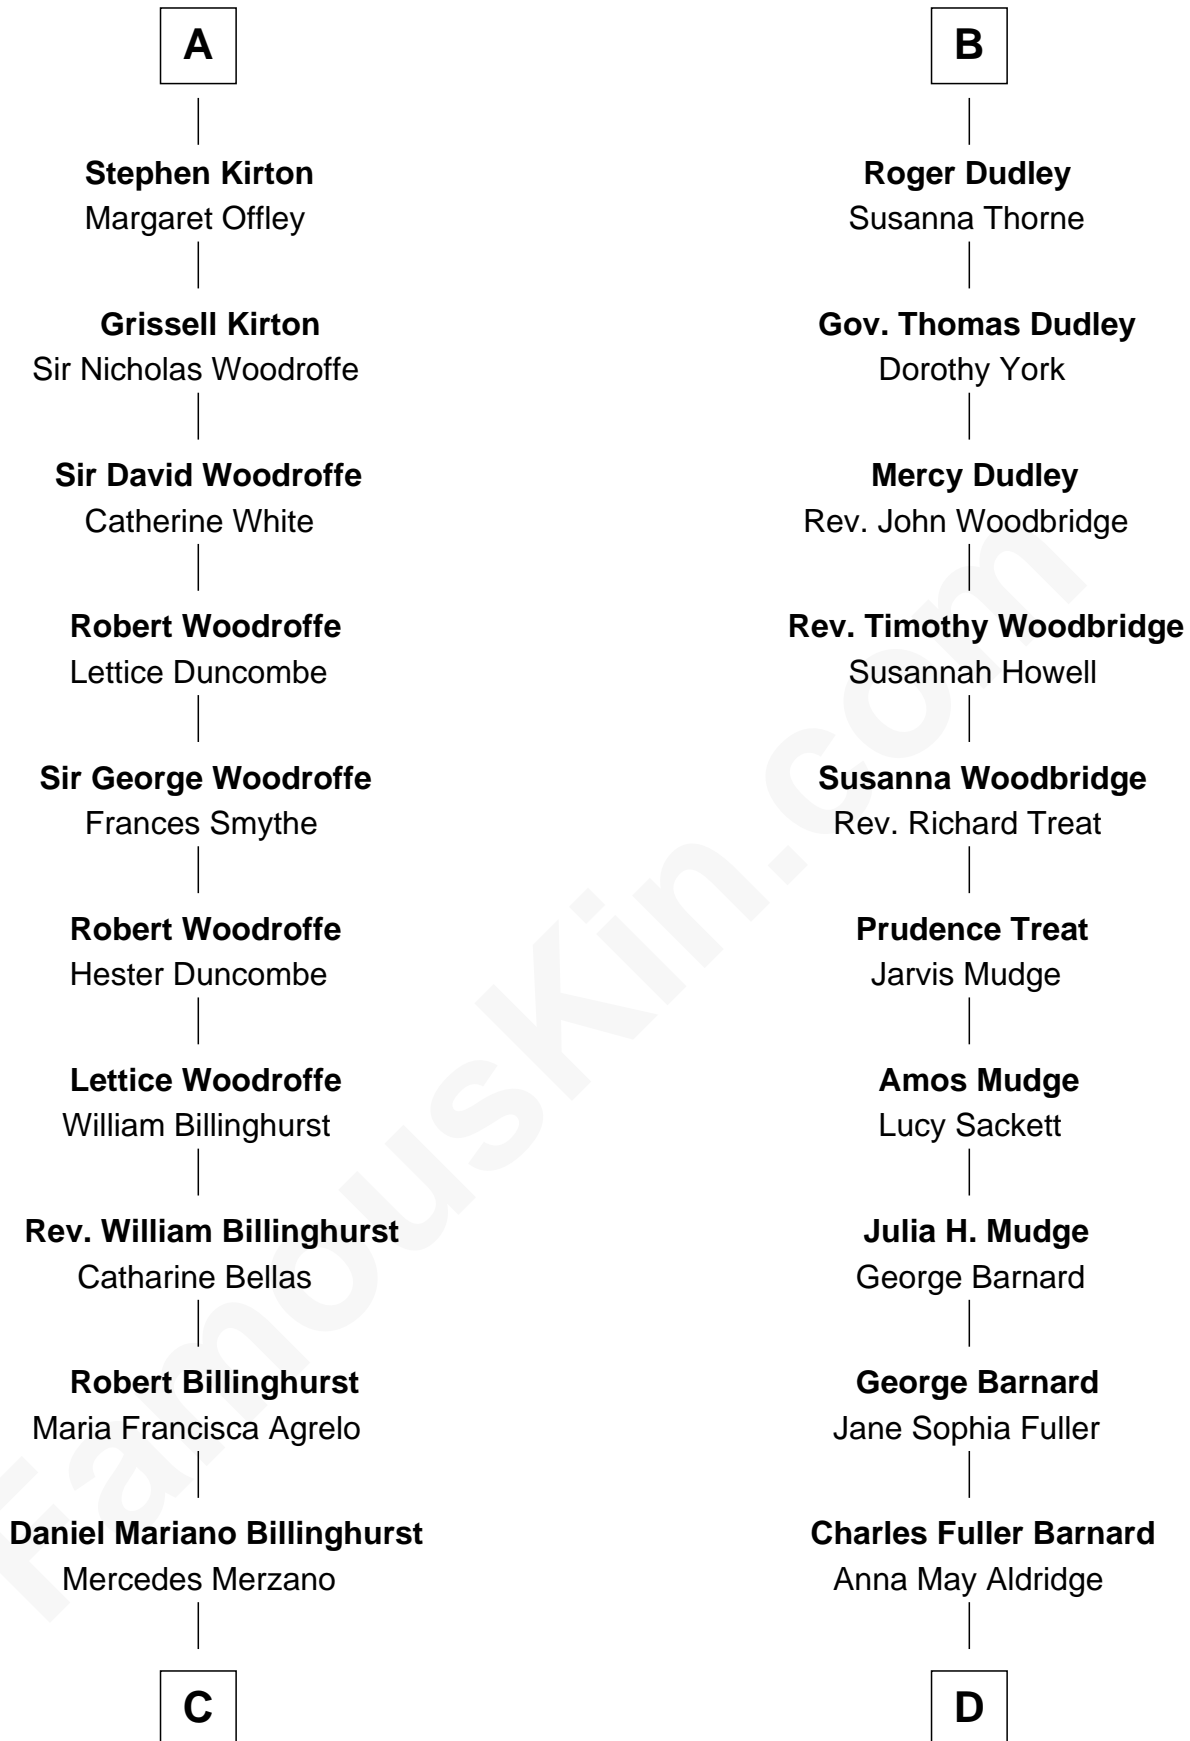 A
Stephen Kirton
Margaret Offley
Grissell Kirton
Sir Nicholas Woodroffe
Sir David Woodroffe
Catherine White
Robert Woodroffe
Lettice Duncombe
Sir George Woodroffe
Frances Smythe
Robert Woodroffe
Hester Duncombe
Lettice Woodroffe
William Billinghurst
Rev. William Billinghurst
Catharine Bellas
Robert Billinghurst
Maria Francisca Agrelo
Daniel Mariano Billinghurst
Mercedes Merzano
C
B
Roger Dudley
Susanna Thorne
Gov. Thomas Dudley
Dorothy York
Mercy Dudley
Rev. John Woodbridge
Rev. Timothy Woodbridge
Susannah Howell
Susanna Woodbridge
Rev. Richard Treat
Prudence Treat
Jarvis Mudge
Amos Mudge
Lucy Sackett
Julia H. Mudge
George Barnard
George Barnard
Jane Sophia Fuller
Charles Fuller Barnard
Anna May Aldridge
D
FamousKin.com